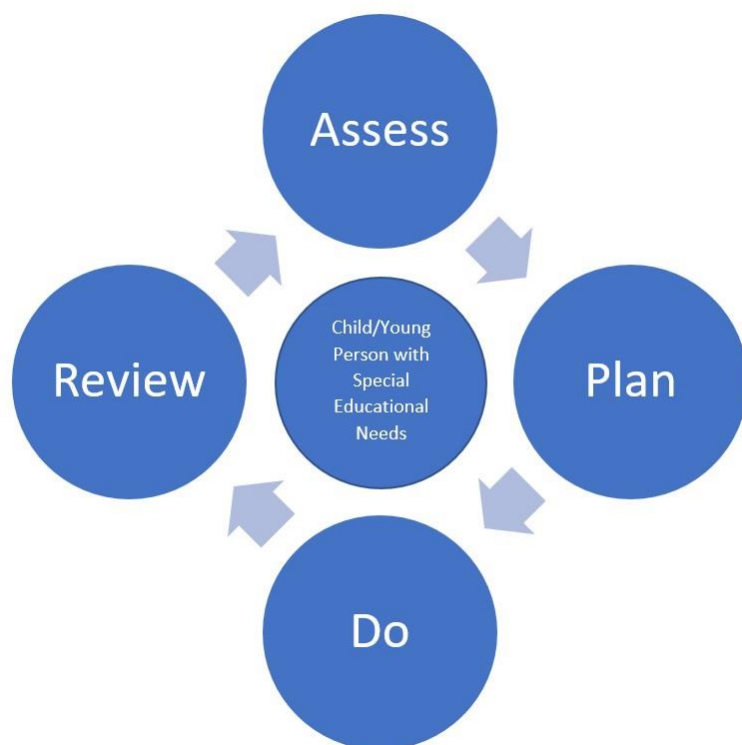 Assess
Review
Child/Young
Person with
Special
Educational
Needs
Plan
Do